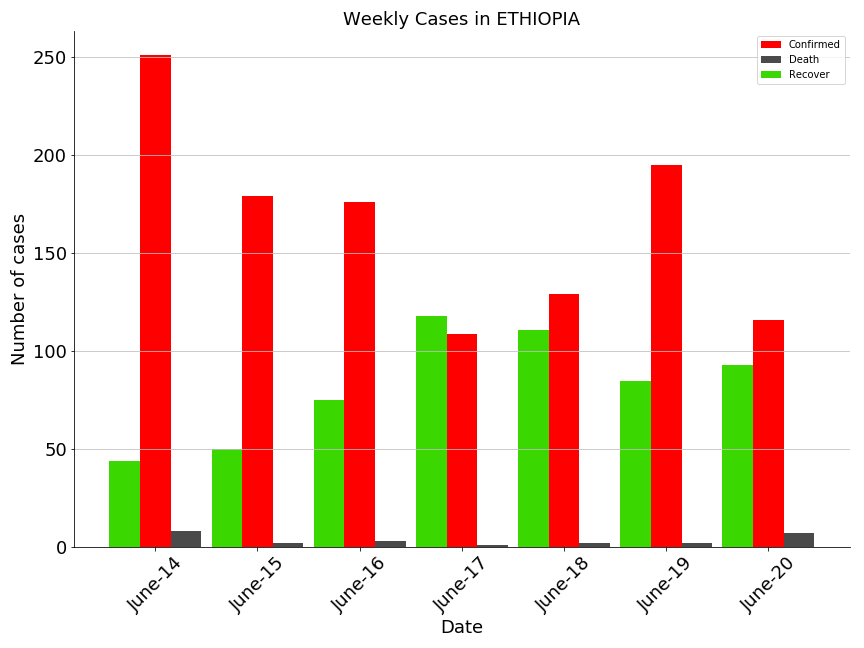 Weekly Cases in ETHIOPIA
Confirmed
Death
Recover
Number of cases
250
200
150
100
50
0
June-14
June-15
June-16
June-17
June-18
June-19
June-20
Date